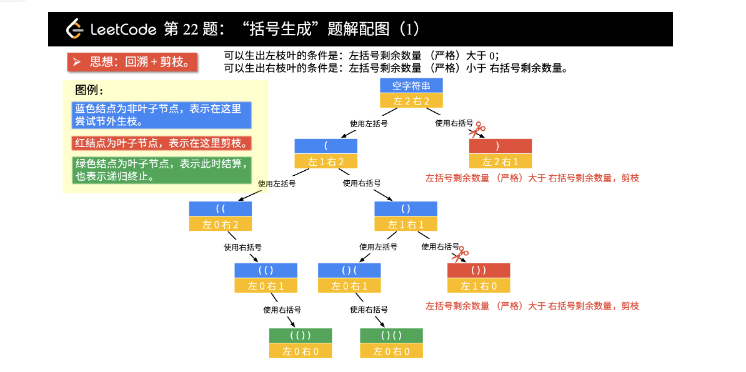 LeetCode 第 22 题：“括号生成”题解配图（1）
➤ 思想：回溯 + 剪枝。
可以生出左枝叶的条件是：左括号剩余数量 （严格）大于 0；
可以生出右枝叶的条件是：左括号剩余数量 （严格）小于 右括号剩余数量。
图例：
蓝色结点为非叶子节点，表示在这里
尝试节外生枝。
红结点为叶子节点，表示在这里剪枝。
绿色结点为叶子节点，表示此时结算，
也表示递归终止。
空字符串
左 2 右 2
使用左括号
使用右括号
(
左 1 右 2
)
左 2 右 1
左括号剩余数量 （严格）大于 右括号剩余数量，剪枝
使用左括号
使用右括号
((
左 0 右 2
()
左 1 右 1
使用右括号
使用左括号
使用右括号
(()
左 0 右 1
()(
左 0 右 1
())
左 1 右 0
左括号剩余数量 （严格）大于 右括号剩余数量，剪枝
使用右括号
使用右括号
(())
左 0 右 0
()()
左 0 右 0